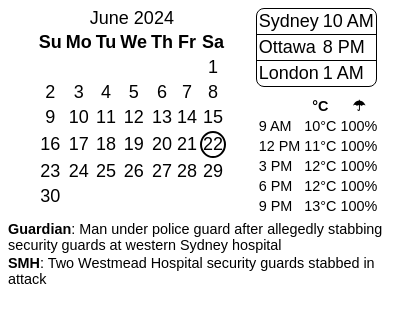 June 2024
Su Mo Tu We Th Fr Sa
1
2 3 4 5 6 7 8
9 10 11 12 13 14 15
16 17 18 19 20 21 22
23 24 25 26 27 28 29
30
Sydney 10 AM
Ottawa 8 PM
London 1 AM
°C ☂
9 AM 10°C 100%
12 PM 11°C 100%
3 PM 12°C 100%
6 PM 12°C 100%
9 PM 13°C 100%
Guardian: Man under police guard after allegedly stabbing
security guards at western Sydney hospital
SMH: Two Westmead Hospital security guards stabbed in
attack